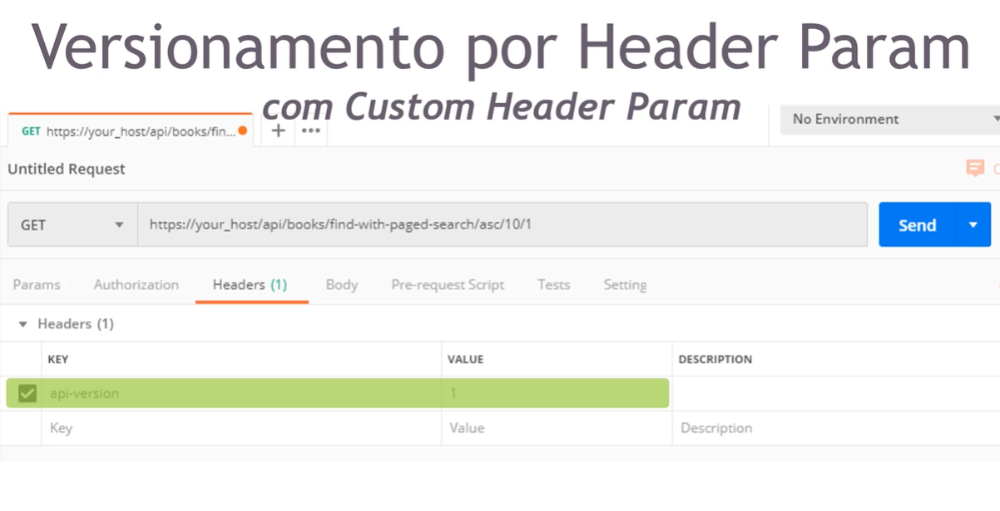 Versionamento por Header Param
com Custom Header Param
GET https://your_host/api/books/fin... + ••• No Environment
Untitled Request
GET https://your_host/api/books/find-with-paged-search/asc/10/1 Send
Params Authorization Headers (1) Body Pre-request Script Tests Setting
Headers (1)
KEY VALUE DESCRIPTION
api-version 1
Key Value Description